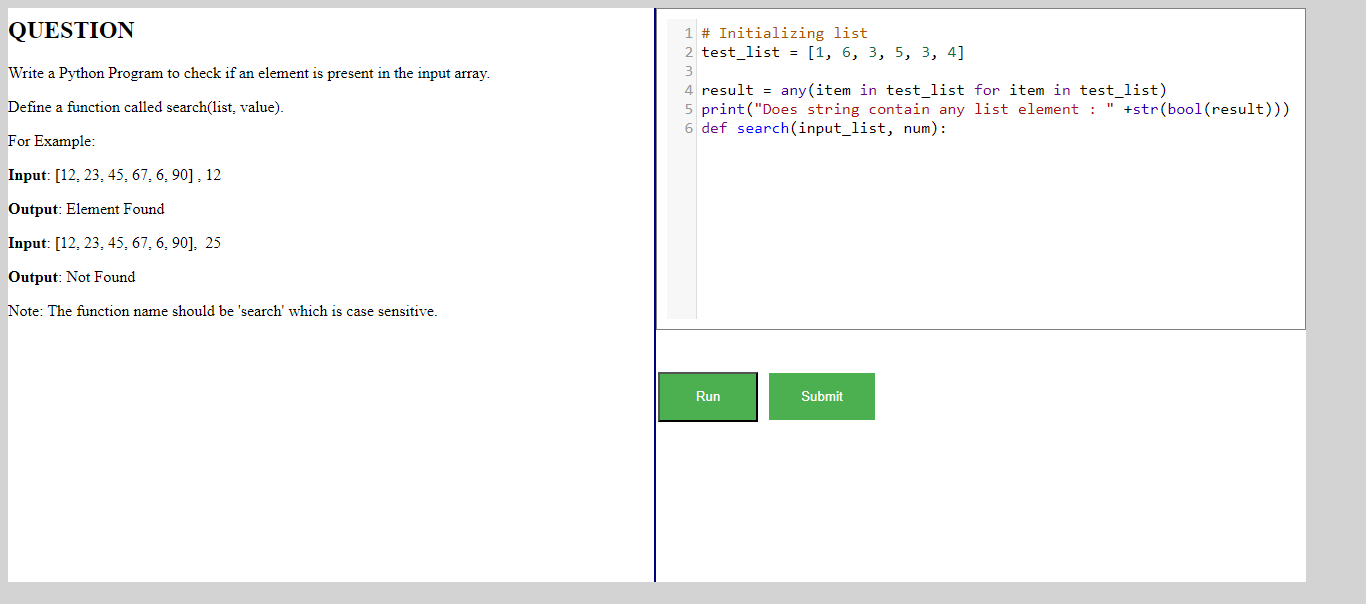 QUESTION
Write a Python Program to check if an element is present in the input array.
Define a function called search(list, value).
For Example:
Input: [12, 23, 45, 67, 6, 90] , 12
Output: Element Found
Input: [12, 23, 45, 67, 6, 90],  25
Output: Not Found
Note: The function name should be 'search' which is case sensitive.
1 # Initializing list
2 test_list = [1, 6, 3, 5, 3, 4]
3
4 result = any(item in test_list for item in test_list)
5 print("Does string contain any list element : " +str(bool(result)))
6 def search(input_list, num):
Run
Submit